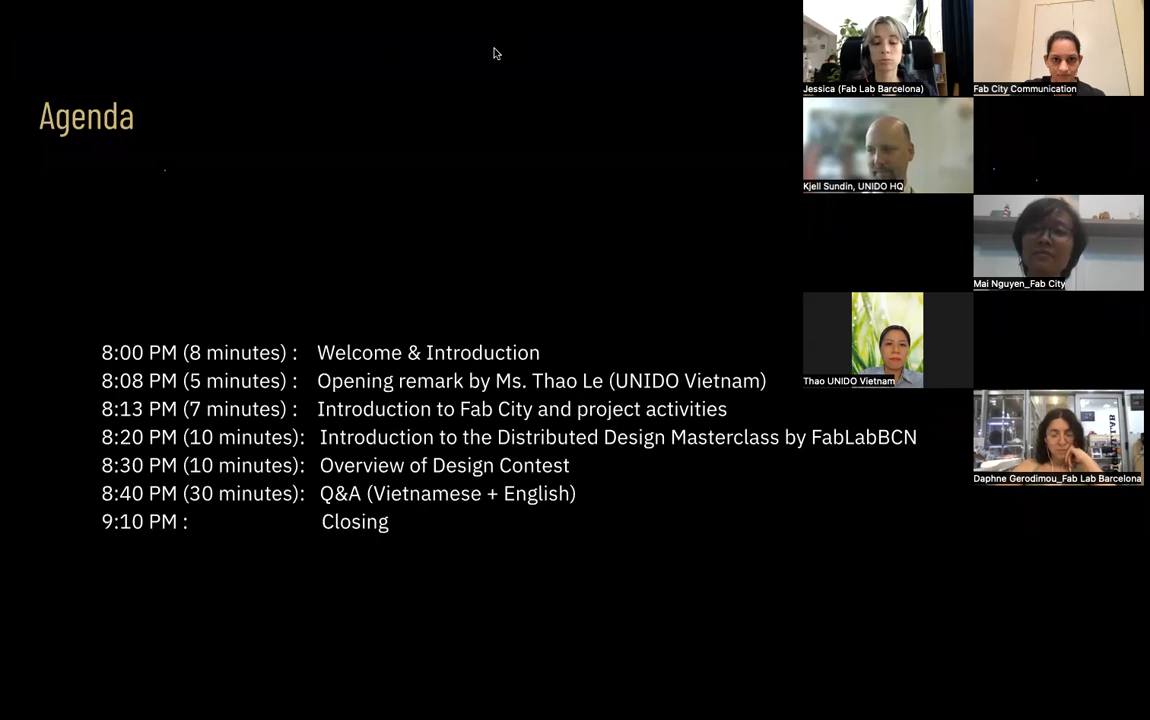 Agenda
8:00 PM (8 minutes) : Welcome & Introduction
8:08 PM (5 minutes) : Opening remark by Ms. Thao Le (UNIDO Vietnam)
8:13 PM (7 minutes) : Introduction to Fab City and project activities
8:20 PM (10 minutes): Introduction to the Distributed Design Masterclass by FabLabBCN
8:30 PM (10 minutes): Overview of Design Contest
8:40 PM (30 minutes): Q&A (Vietnamese + English)
9:10 PM : Closing
Jessica (Fab Lab Barcelona)
Fab City Communication
Kjell Sundin, UNIDO HQ
Mai Nguyen_Fab City
Thao UNIDO Vietnam
Daphne Gerodimou_Fab Lab Barcelona